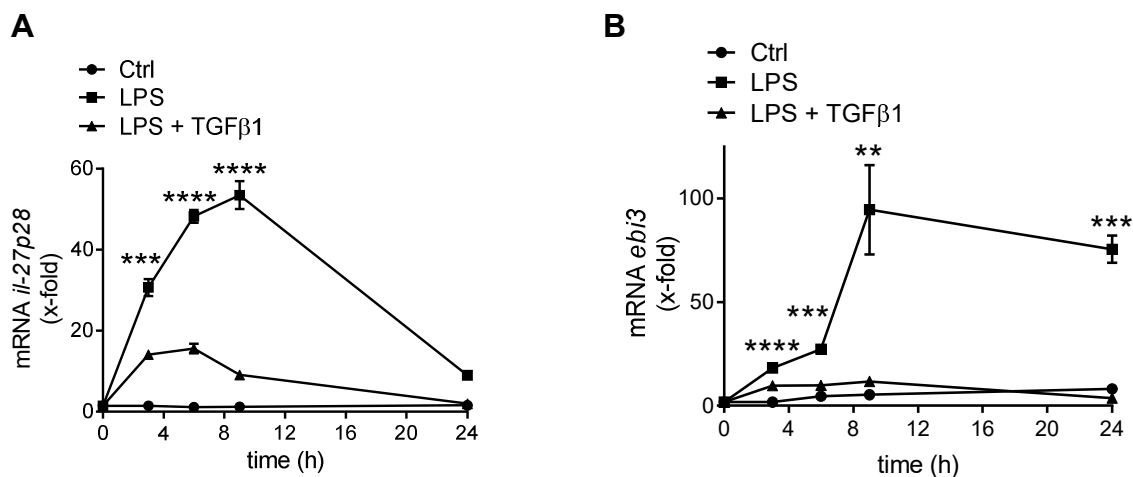 A
Ctrl
LPS
LPS + TGFβ1
mRNA il-27p28
(x-fold)
60
40
20
0
***
****
****
0 4 8 12 16 20 24
time (h)
B
Ctrl
LPS
LPS + TGFβ1
mRNA ebi3
(x-fold)
100
50
0
****
***
**
***
0 4 8 12 16 20 24
time (h)